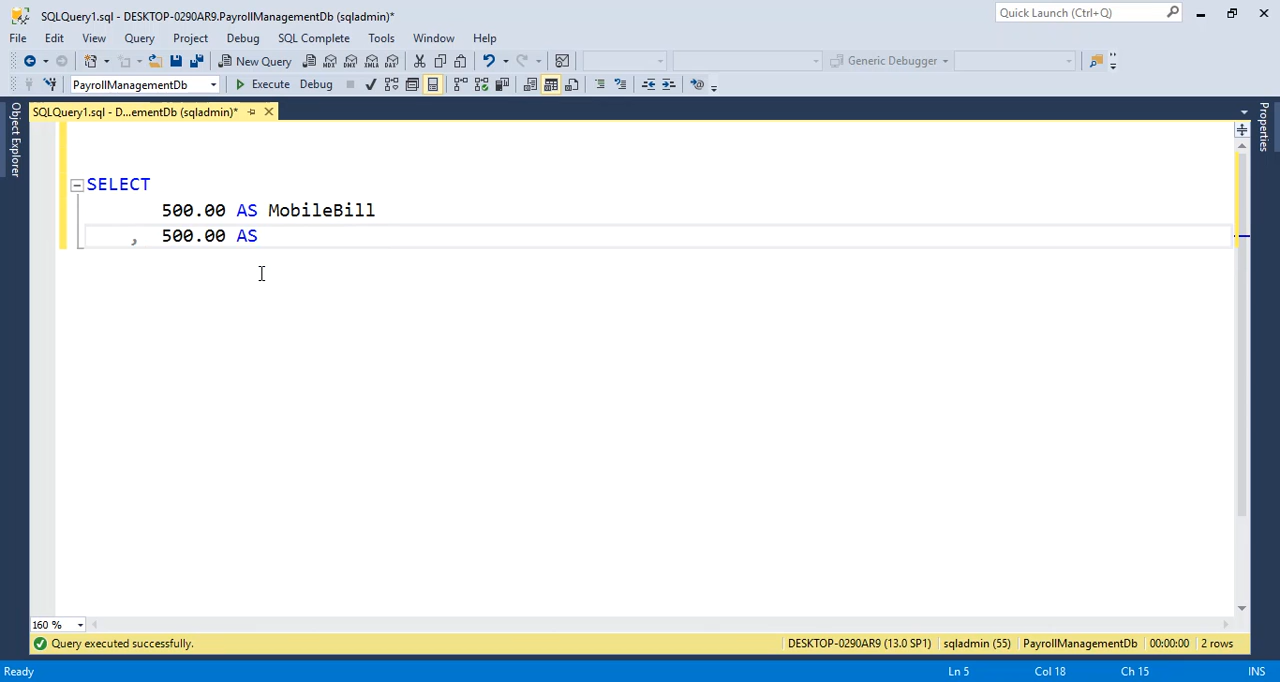 SQLQuery1.sql - DESKTOP-0290AR9.PayrollManagementDb (sqladmin)*
Quick Launch (Ctrl+Q)
File Edit View Query Project Debug SQL Complete Tools Window Help
New Query
Generic Debugger
PayrollManagementDb
Execute Debug
SQLQuery1.sql - D...ementDb (sqladmin)*
Object Explorer
Properties
SELECT
500.00 AS MobileBill
, 500.00 AS
160 %
Query executed successfully.
DESKTOP-0290AR9 (13.0 SP1) sqladmin (55) PayrollManagementDb 00:00:00 2 rows
Ready
Ln 5 Col 18 Ch 15 INS